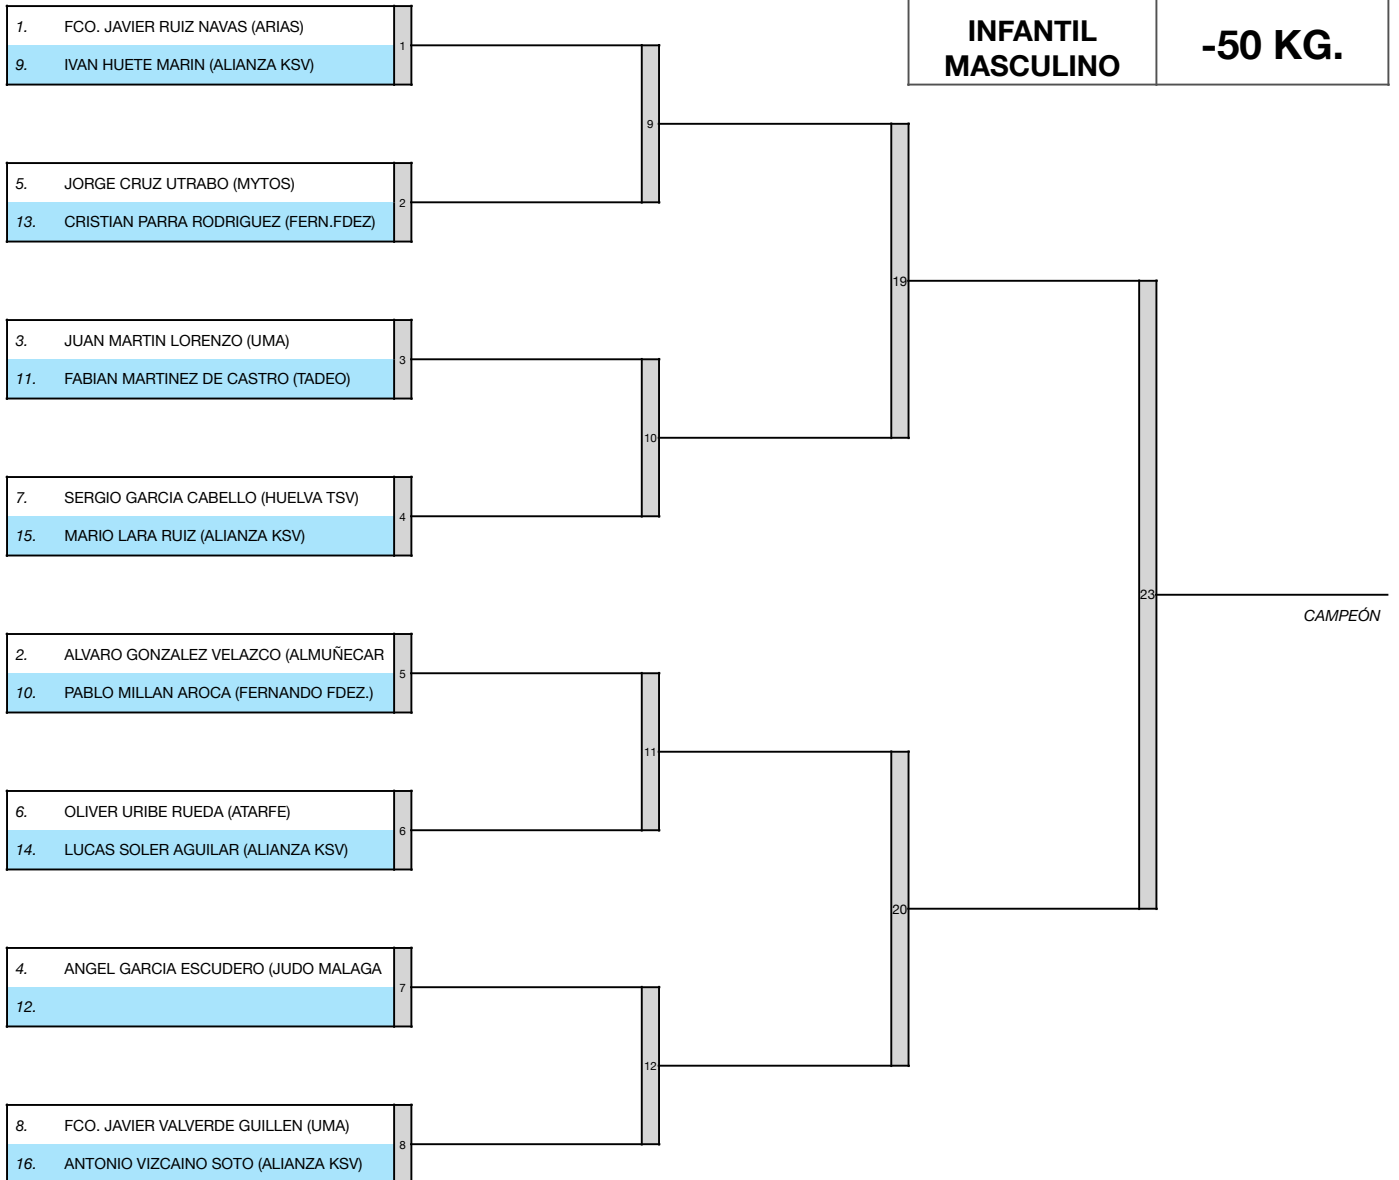 INFANTIL
MASCULINO
-50 KG.
1. FCO. JAVIER RUIZ NAVAS (ARIAS)
1
9. IVAN HUETE MARIN (ALIANZA KSV)
9
5. JORGE CRUZ UTRABO (MYTOS)
2
13. CRISTIAN PARRA RODRIGUEZ (FERN.FDEZ)
19
3. JUAN MARTIN LORENZO (UMA)
3
11. FABIAN MARTINEZ DE CASTRO (TADEO)
10
7. SERGIO GARCIA CABELLO (HUELVA TSV)
4
15. MARIO LARA RUIZ (ALIANZA KSV)
23
CAMPEÓN
2. ALVARO GONZALEZ VELAZCO (ALMUÑECAR
5
10. PABLO MILLAN AROCA (FERNANDO FDEZ.)
11
6. OLIVER URIBE RUEDA (ATARFE)
6
14. LUCAS SOLER AGUILAR (ALIANZA KSV)
20
4. ANGEL GARCIA ESCUDERO (JUDO MALAGA
7
12.
12
8. FCO. JAVIER VALVERDE GUILLEN (UMA)
8
16. ANTONIO VIZCAINO SOTO (ALIANZA KSV)